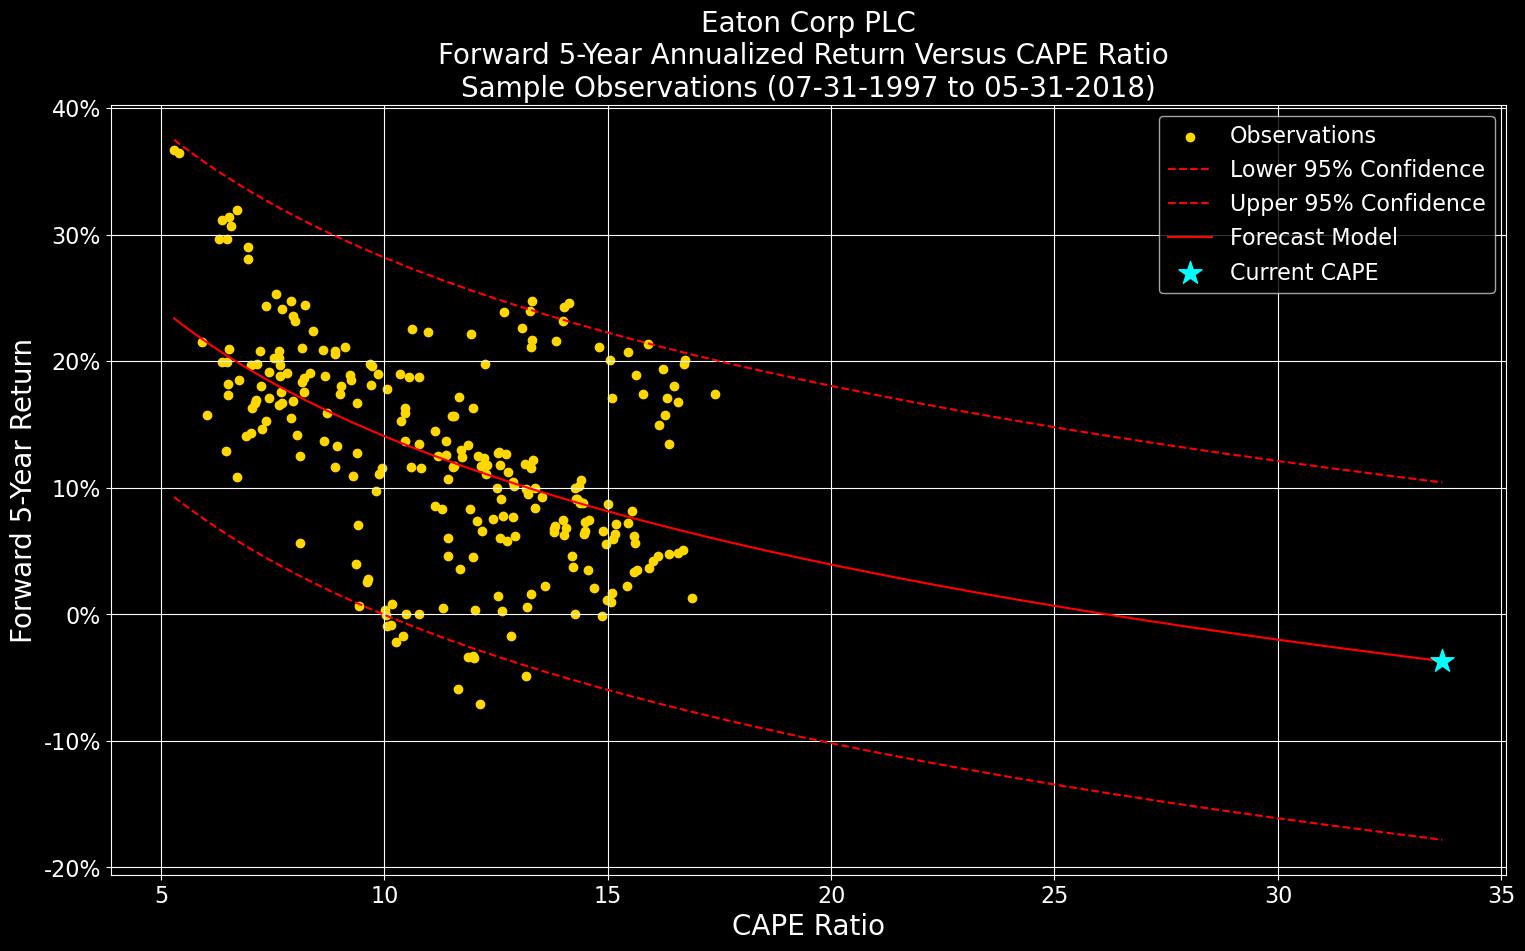 Eaton Corp PLC
Forward 5-Year Annualized Return Versus CAPE Ratio
Sample Observations (07-31-1997 to 05-31-2018)
40%
30%
20%
10%
0%
-10%
-20%
Forward 5-Year Return
Observations
Lower 95% Confidence
Upper 95% Confidence
Forecast Model
Current CAPE
5
10
15
20
25
30
35
CAPE Ratio